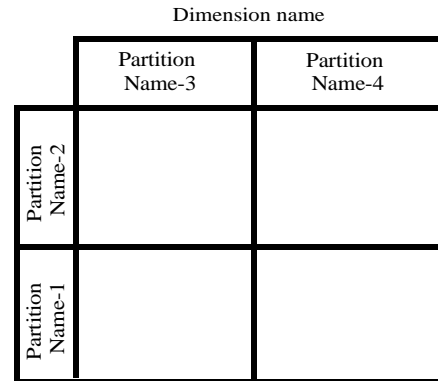 Dimension name
Partition
Name-3
Partition
Name-4
Partition
Name-2
Partition
Name-1